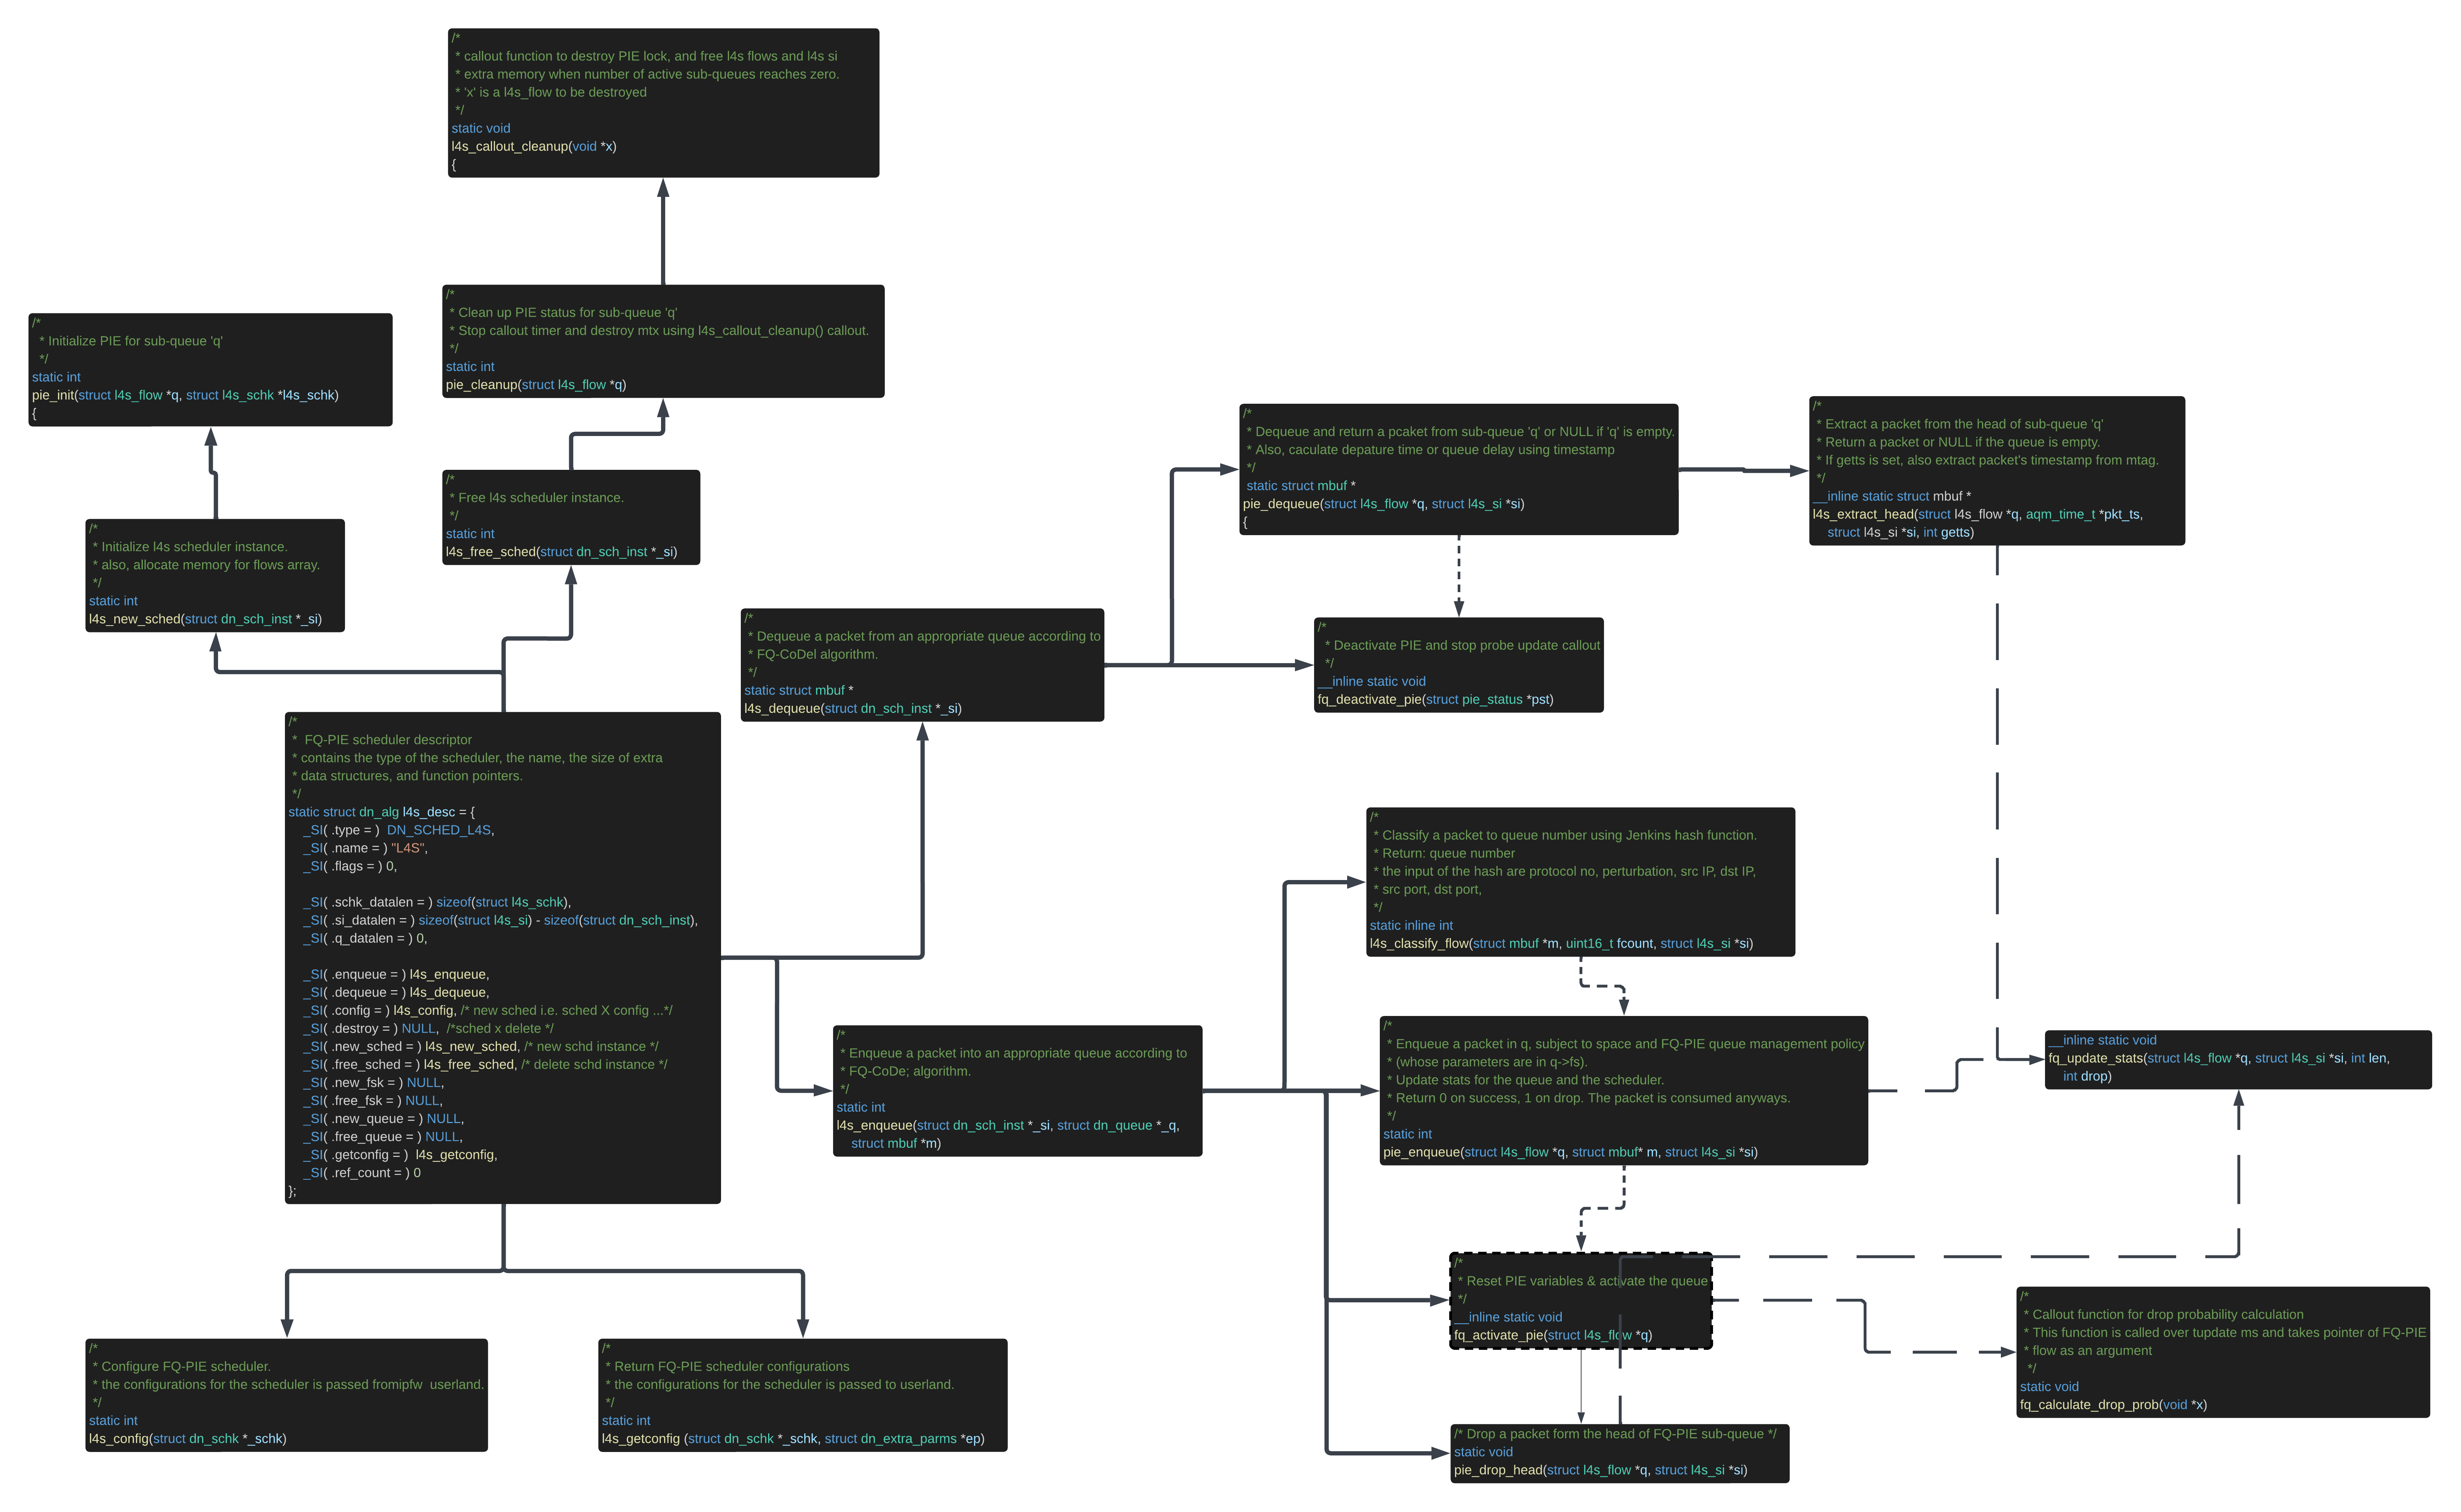 /*
 * callout function to destroy PIE lock, and free l4s flows and l4s si
 * extra memory when number of active sub-queues reaches zero.
 * 'x' is a l4s_flow to be destroyed
 */
static void
l4s_callout_cleanup(void *x)
{
/*
 * Clean up PIE status for sub-queue 'q'
 * Stop callout timer and destroy mtx using l4s_callout_cleanup() callout.
 */
static int
pie_cleanup(struct l4s_flow *q)
/*
 * Initialize PIE for sub-queue 'q'
 */
static int
pie_init(struct l4s_flow *q, struct l4s_schk *l4s_schk)
{
/*
 * Free l4s scheduler instance.
 */
static int
l4s_free_sched(struct dn_sch_inst *_si)
/*
 * Initialize l4s scheduler instance.
 * also, allocate memory for flows array.
 */
static int
l4s_new_sched(struct dn_sch_inst *_si)
/*
 * Dequeue and return a pcaket from sub-queue 'q' or NULL if 'q' is empty.
 * Also, caculate depature time or queue delay using timestamp
 */
static struct mbuf *
pie_dequeue(struct l4s_flow *q, struct l4s_si *si)
{
/*
 * Extract a packet from the head of sub-queue 'q'
 * Return a packet or NULL if the queue is empty.
 * If getts is set, also extract packet's timestamp from mtag.
 */
__inline static struct mbuf *
l4s_extract_head(struct l4s_flow *q, aqm_time_t *pkt_ts,
    struct l4s_si *si, int getts)
/*
 * Dequeue a packet from an appropriate queue according to
 * FQ-CoDel algorithm.
 */
static struct mbuf *
l4s_dequeue(struct dn_sch_inst *_si)
/*
 * Deactivate PIE and stop probe update callout
 */
__inline static void
fq_deactivate_pie(struct pie_status *pst)
/*
 *  FQ-PIE scheduler descriptor
 * contains the type of the scheduler, the name, the size of extra
 * data structures, and function pointers.
 */
static struct dn_alg l4s_desc = {
    _SI( .type = )  DN_SCHED_L4S,
    _SI( .name = ) "L4S",
    _SI( .flags = ) 0,
    _SI( .schk_datalen = ) sizeof(struct l4s_schk),
    _SI( .si_datalen = ) sizeof(struct l4s_si) - sizeof(struct dn_sch_inst),
    _SI( .q_datalen = ) 0,
    _SI( .enqueue = ) l4s_enqueue,
    _SI( .dequeue = ) l4s_dequeue,
    _SI( .config = ) l4s_config, /* new sched i.e. sched X config ...*/
    _SI( .destroy = ) NULL,  /*sched x delete */
    _SI( .new_sched = ) l4s_new_sched, /* new schd instance */
    _SI( .free_sched = ) l4s_free_sched, /* delete schd instance */
    _SI( .new_fsk = ) NULL,
    _SI( .free_fsk = ) NULL,
    _SI( .new_queue = ) NULL,
    _SI( .free_queue = ) NULL,
    _SI( .getconfig = )  l4s_getconfig,
    _SI( .ref_count = ) 0
};
/*
 * Classify a packet to queue number using Jenkins hash function.
 * Return: queue number
 * the input of the hash are protocol no, perturbation, src IP, dst IP,
 * src port, dst port,
 */
static inline int
l4s_classify_flow(struct mbuf *m, uint16_t fcount, struct l4s_si *si)
/*
 * Enqueue a packet into an appropriate queue according to
 * FQ-CoDe; algorithm.
 */
static int
l4s_enqueue(struct dn_sch_inst *_si, struct dn_queue *_q,
    struct mbuf *m)
/*
 * Enqueue a packet in q, subject to space and FQ-PIE queue management policy
 * (whose parameters are in q->fs).
 * Update stats for the queue and the scheduler.
 * Return 0 on success, 1 on drop. The packet is consumed anyways.
 */
static int
pie_enqueue(struct l4s_flow *q, struct mbuf* m, struct l4s_si *si)
__inline static void
fq_update_stats(struct l4s_flow *q, struct l4s_si *si, int len,
    int drop)
/*
 * Reset PIE variables & activate the queue
 */
__inline static void
fq_activate_pie(struct l4s_flow *q)
/*
 * Callout function for drop probability calculation
 * This function is called over tupdate ms and takes pointer of FQ-PIE
 * flow as an argument
 */
static void
fq_calculate_drop_prob(void *x)
/*
 * Configure FQ-PIE scheduler.
 * the configurations for the scheduler is passed fromipfw  userland.
 */
static int
l4s_config(struct dn_schk *_schk)
/*
 * Return FQ-PIE scheduler configurations
 * the configurations for the scheduler is passed to userland.
 */
static int
l4s_getconfig (struct dn_schk *_schk, struct dn_extra_parms *ep)
/* Drop a packet form the head of FQ-PIE sub-queue */
static void
pie_drop_head(struct l4s_flow *q, struct l4s_si *si)